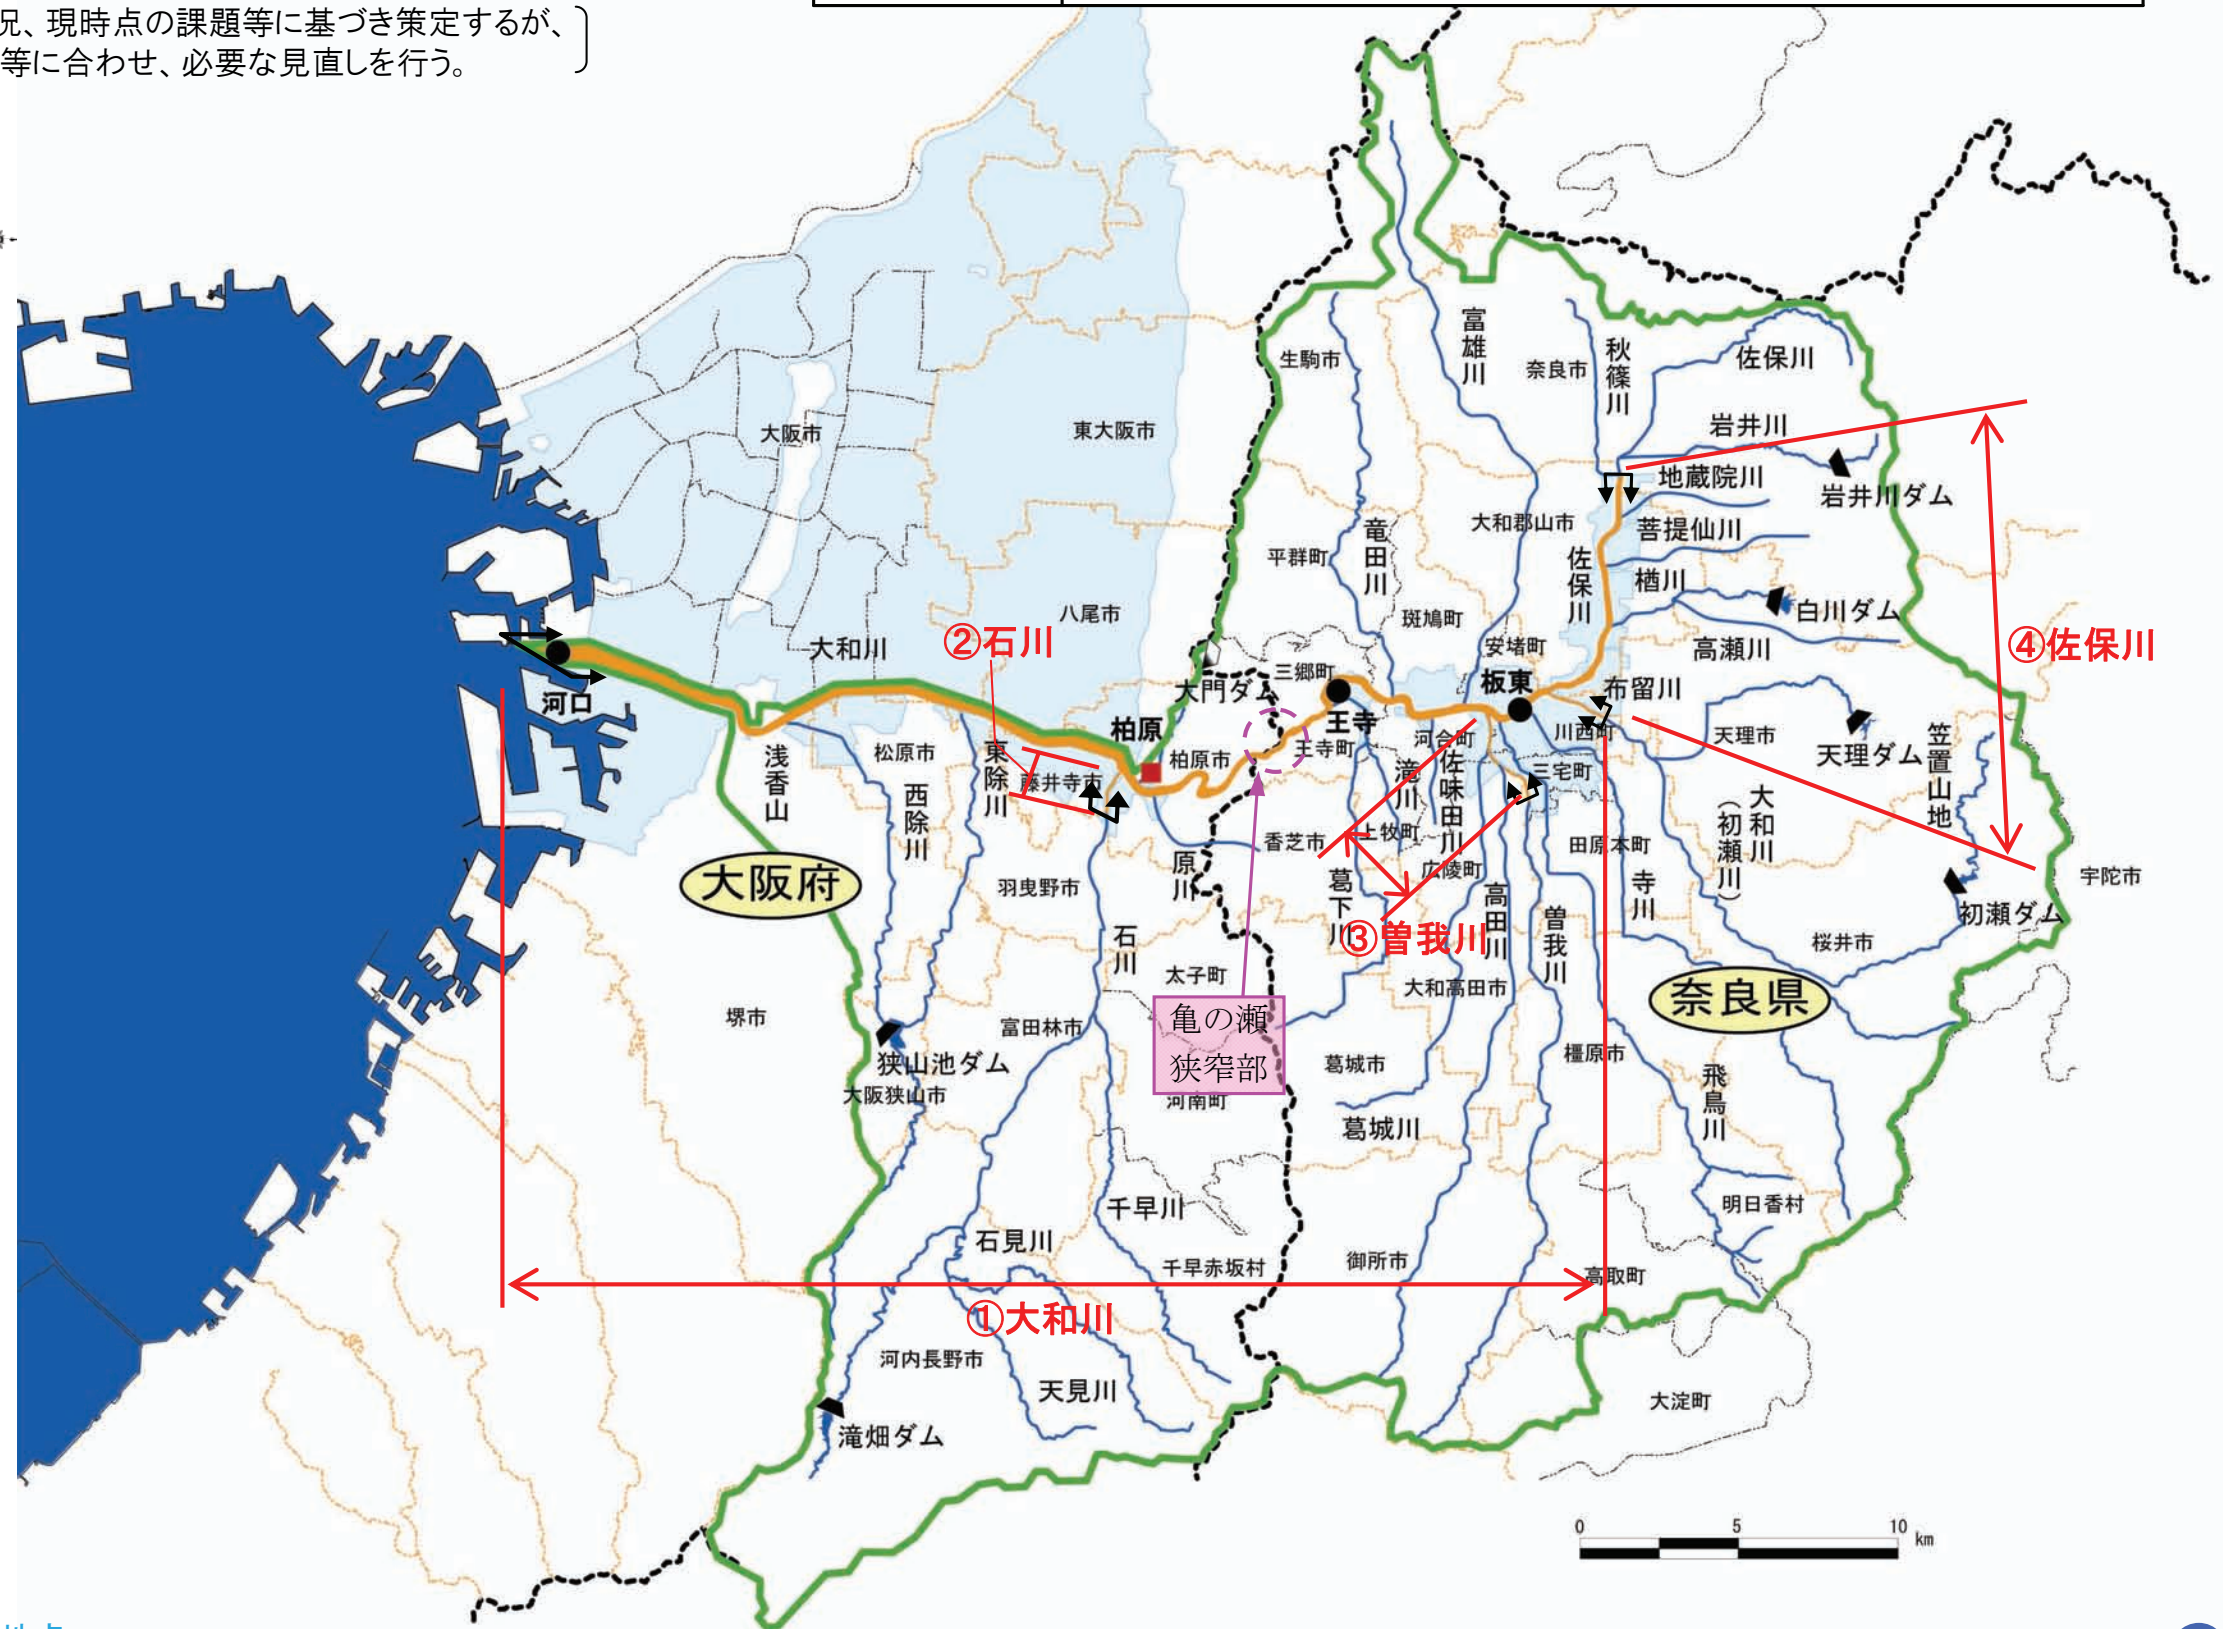 況、現時点の課題等に基づき策定するが、
等に合わせ、必要な見直しを行う。
生駒市
富雄川
奈良市
秋篠川
佐保川
岩井川
大阪市
東大阪市
地蔵院川
岩井川ダム
大和郡山市
菩提仙川
竜田川
平群町
佐保川
楢川
白川ダム
八尾市
斑鳩町
②石川
大和川
安堵町
高瀬川
④佐保川
三郷町
板東
布留川
大門ダム
河口
柏原
王寺
王寺町
河合町
川西町
天理市
天理ダム
笠置山地
浅香山
松原市
東除川
柏原市
藤井寺市
滝川
佐味田川
三宅町
西除川
大和川
(初瀬川)
香芝市
上牧町
田原本町
原川
広陵町
大阪府
羽曳野市
葛下川
高田川
寺川
宇陀市
曽我川
初瀬ダム
石川
③曽我川
桜井市
太子町
大和高田市
奈良県
堺市
富田林市
亀の瀬
狭窄部
狭山池ダム
葛城市
橿原市
大阪狭山市
河南町
飛鳥川
葛城川
千早川
明日香村
石見川
千早赤坂村
御所市
高取町
①大和川
河内長野市
天見川
大淀町
滝畑ダム
0 5 10 km